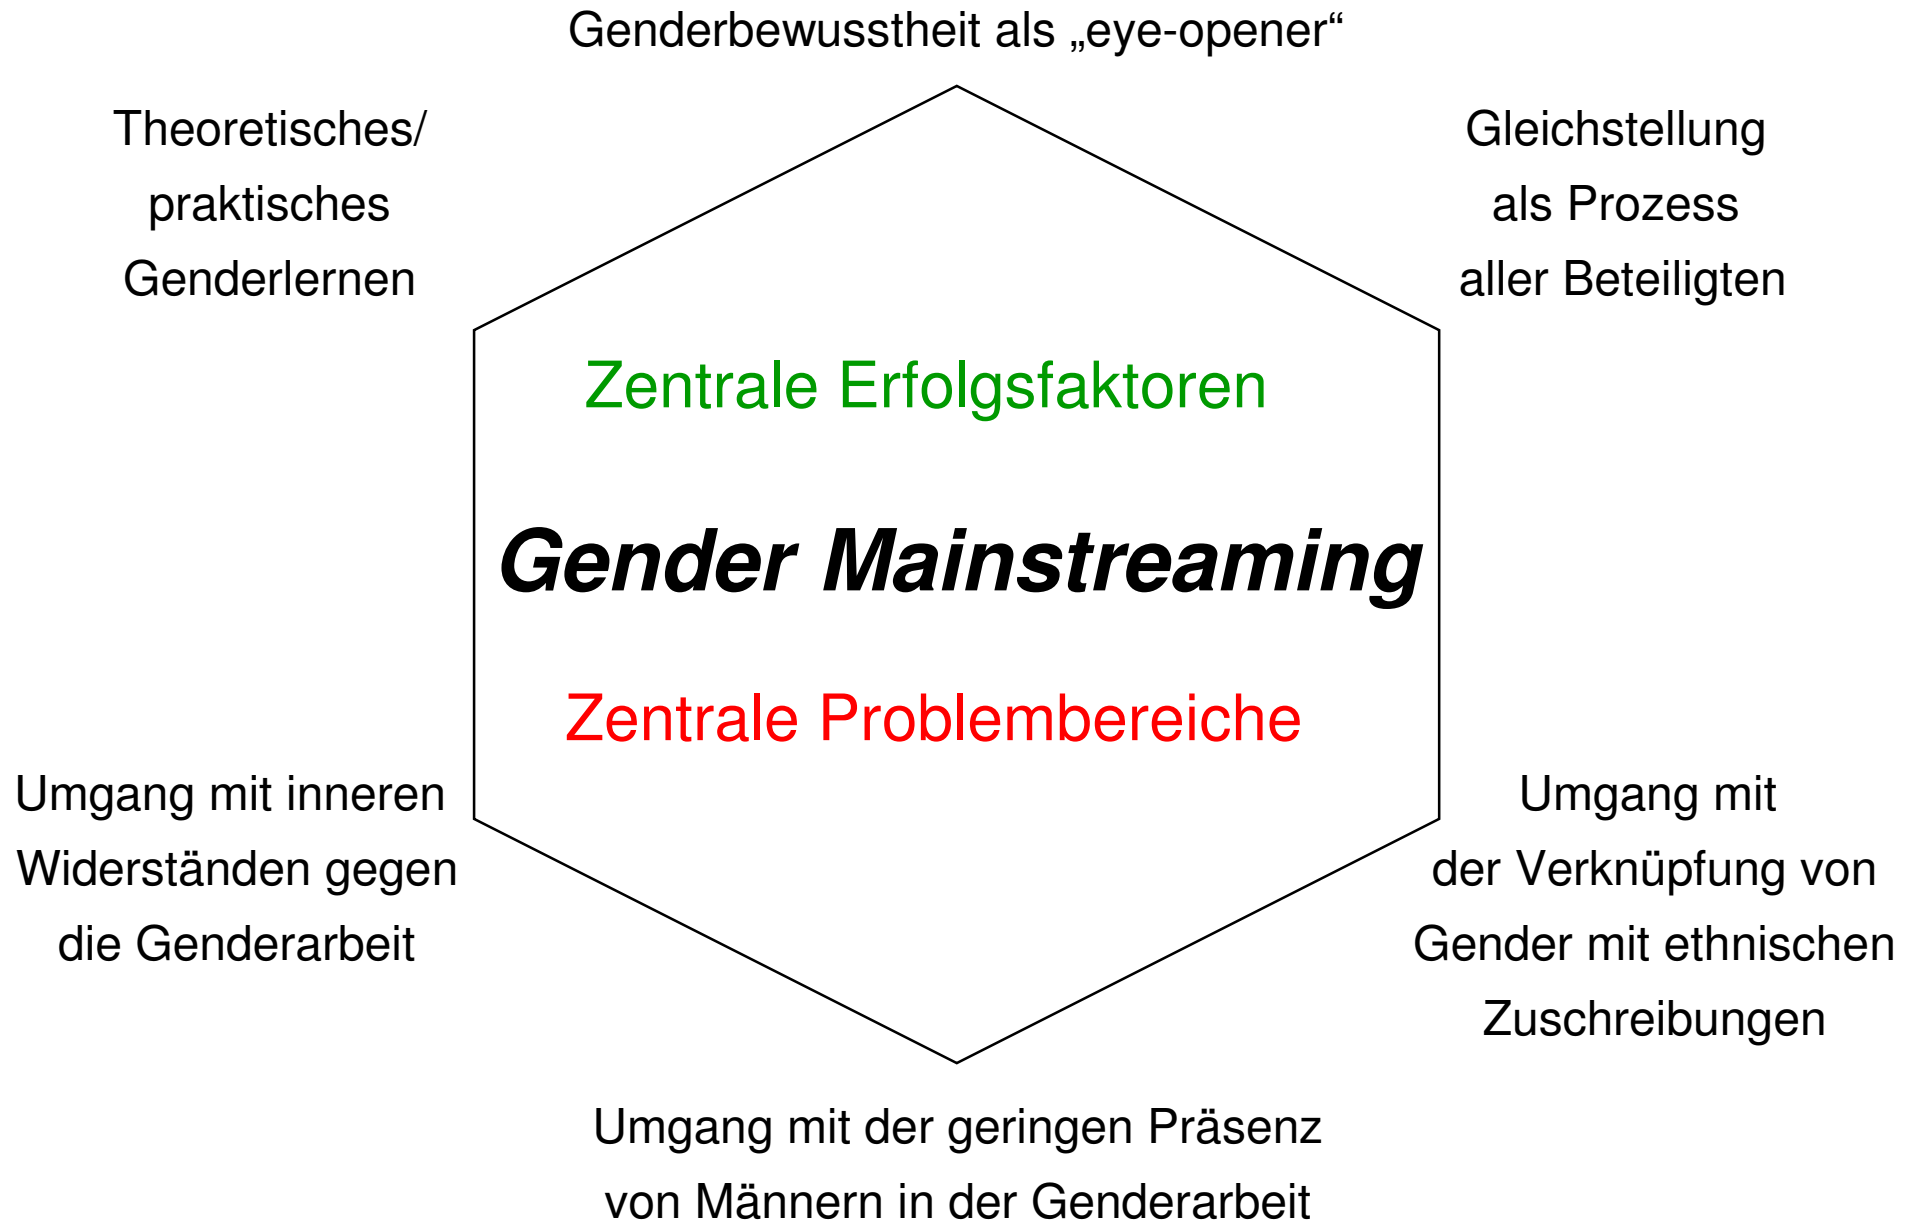 Genderbewusstheit als „eye-opener“
Theoretisches/
praktisches
Genderlernen
Gleichstellung
als Prozess
aller Beteiligten
Zentrale Erfolgsfaktoren
Gender Mainstreaming
Zentrale Problembereiche
Umgang mit inneren
Widerständen gegen
die Genderarbeit
Umgang mit
der Verknüpfung von
Gender mit ethnischen
Zuschreibungen
Umgang mit der geringen Präsenz
von Männern in der Genderarbeit